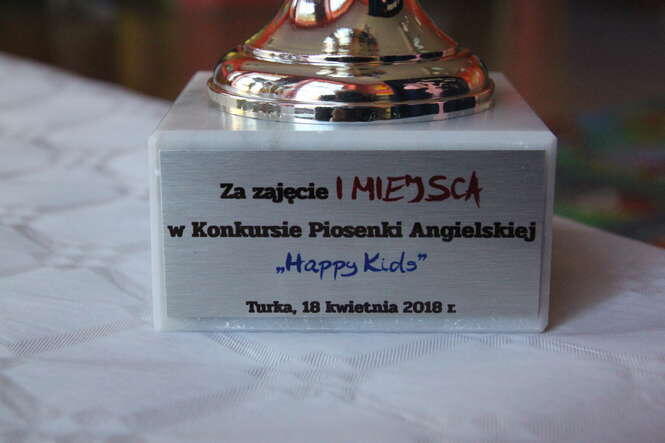 Za zajęcie I MIEJSCA
w Konkursie Piosenki Angielskiej
„Happy Kids”
Turka, 18 kwietnia 2018 r.